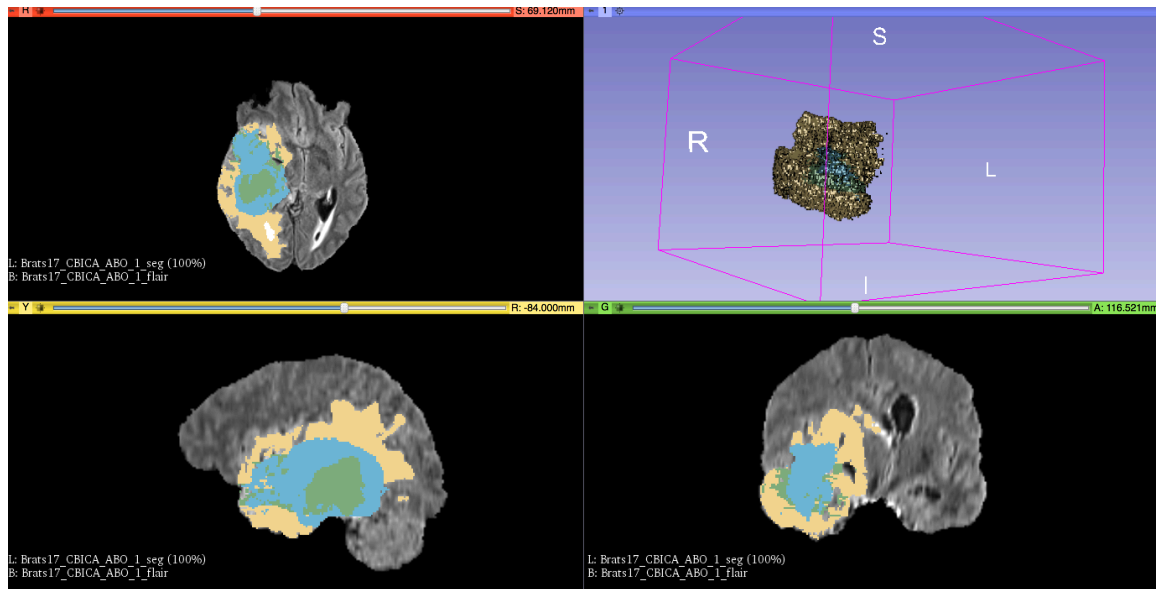 R
S: 69.120mm
1
S
R
L
I
L: Brats17_CBICA_ABO_1_seg (100%)
B: Brats17_CBICA_ABO_1_flair
Y
R: -84.000mm
G
A: 116.521mm
L: Brats17_CBICA_ABO_1_seg (100%)
B: Brats17_CBICA_ABO_1_flair
L: Brats17_CBICA_ABO_1_seg (100%)
B: Brats17_CBICA_ABO_1_flair